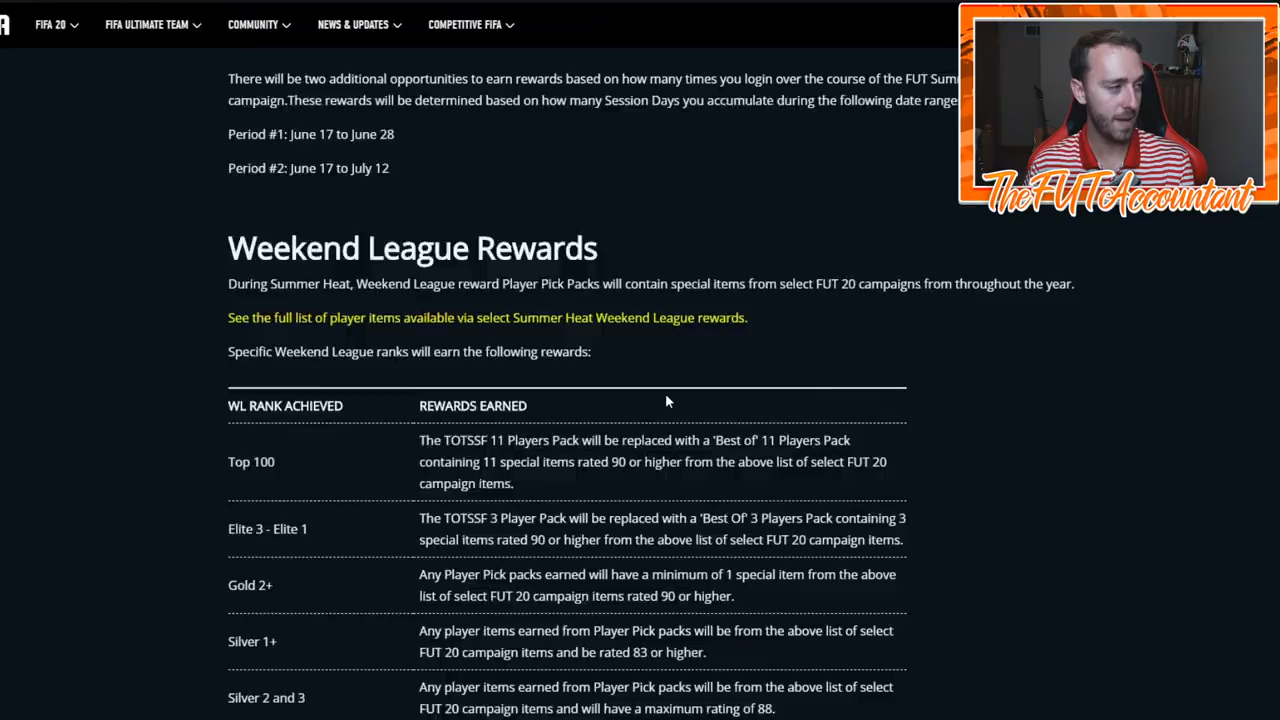 FIFA 20 FIFA ULTIMATE TEAM COMMUNITY NEWS & UPDATES COMPETITIVE FIFA
There will be two additional opportunities to earn rewards based on how many times you login over the course of the FUT
campaign.These rewards will be determined based on how many Session Days you accumulate during the following date
Period #1: June 17 to June 28
Period #2: June 17 to July 12
TheFUTAccountant
Weekend League Rewards
During Summer Heat, Weekend League reward Player Pick Packs will contain special items from select FUT 20 campaigns from throughout the year.
See the full list of player items available via select Summer Heat Weekend League rewards.
Specific Weekend League ranks will earn the following rewards:
WL RANK ACHIEVED REWARDS EARNED
The TOTSSF 11 Players Pack will be replaced with a 'Best of' 11 Players Pack
Top 100 containing 11 special items rated 90 or higher from the above list of select FUT 20
campaign items.
The TOTSSF 3 Player Pack will be replaced with a 'Best Of' 3 Players Pack containing 3
Elite 3 - Elite 1
special items rated 90 or higher from the above list of select FUT 20 campaign items.
Any Player Pick packs earned will have a minimum of 1 special item from the above
Gold 2+
list of select FUT 20 campaign items rated 90 or higher.
Any player items earned from Player Pick packs will be from the above list of select
Silver 1+
FUT 20 campaign items and be rated 83 or higher.
Any player items earned from Player Pick packs will be from the above list of select
Silver 2 and 3
FUT 20 campaign items and will have a maximum rating of 88.